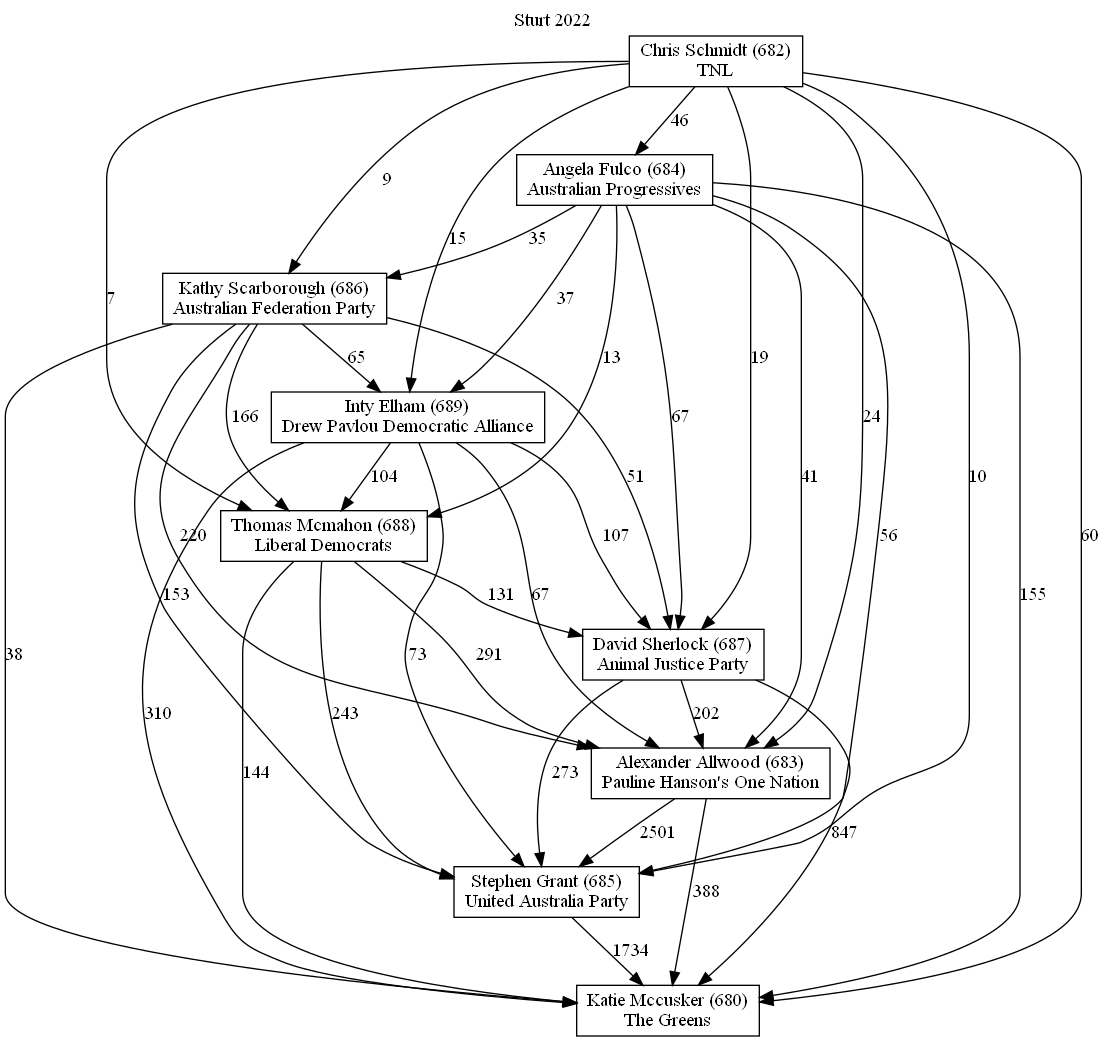 Sturt 2022
Chris Schmidt (682)
TNL
46
Angela Fulco (684)
Australian Progressives
9
15
35
Kathy Scarborough (686)
Australian Federation Party
7
37
65
13
19
Inty Elham (689)
Drew Pavlou Democratic Alliance
166
67
24
104
51
41
10
Thomas Mcmahon (688)
Liberal Democrats
220
107
56
60
153
131
67
155
David Sherlock (687)
Animal Justice Party
38
73
291
310
243
202
Alexander Allwood (683)
Pauline Hanson's One Nation
144
273
2501
847
Stephen Grant (685)
United Australia Party
388
1734
Katie Mccusker (680)
The Greens